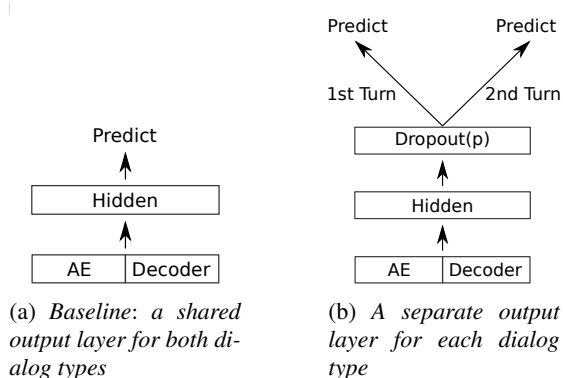 Predict
Hidden
AE Decoder
(a) Baseline: a shared
output layer for both di-
alog types
Predict Predict
1st Turn 2nd Turn
Dropout(p)
Hidden
AE Decoder
(b) A separate output
layer for each dialog
type